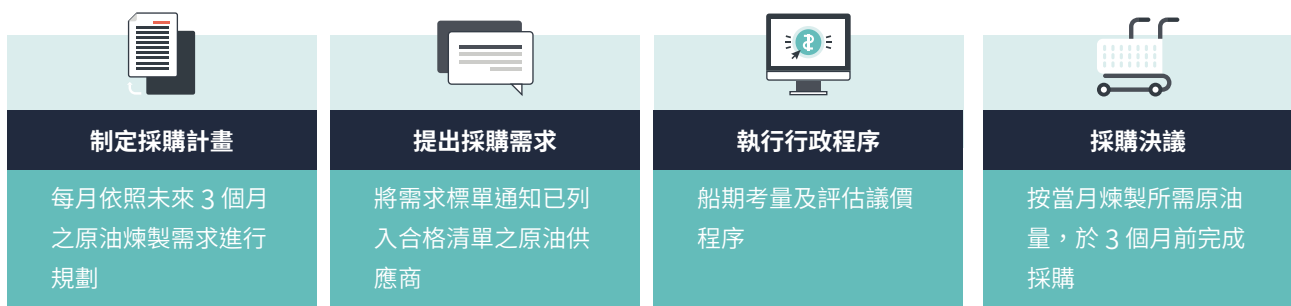 制定採購計畫
每月依照未來 3 個月
之原油煉製需求進行
規劃
提出採購需求
將需求標單通知已列
入合格清單之原油供
應商
執行行政程序
船期考量及評估議價
程序
採購決議
按當月煉製所需原油
量，於 3 個月前完成
採購